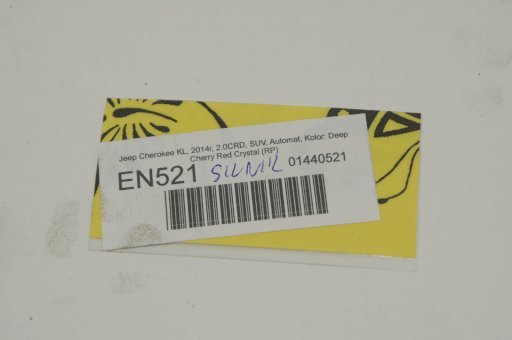 Jeep Cherokee KL, 2014r, 2.0CRD, SUV, Automat, Kolor: Deep
Cherry Red Crystal (RP)
EN521 SILNIK 01440521